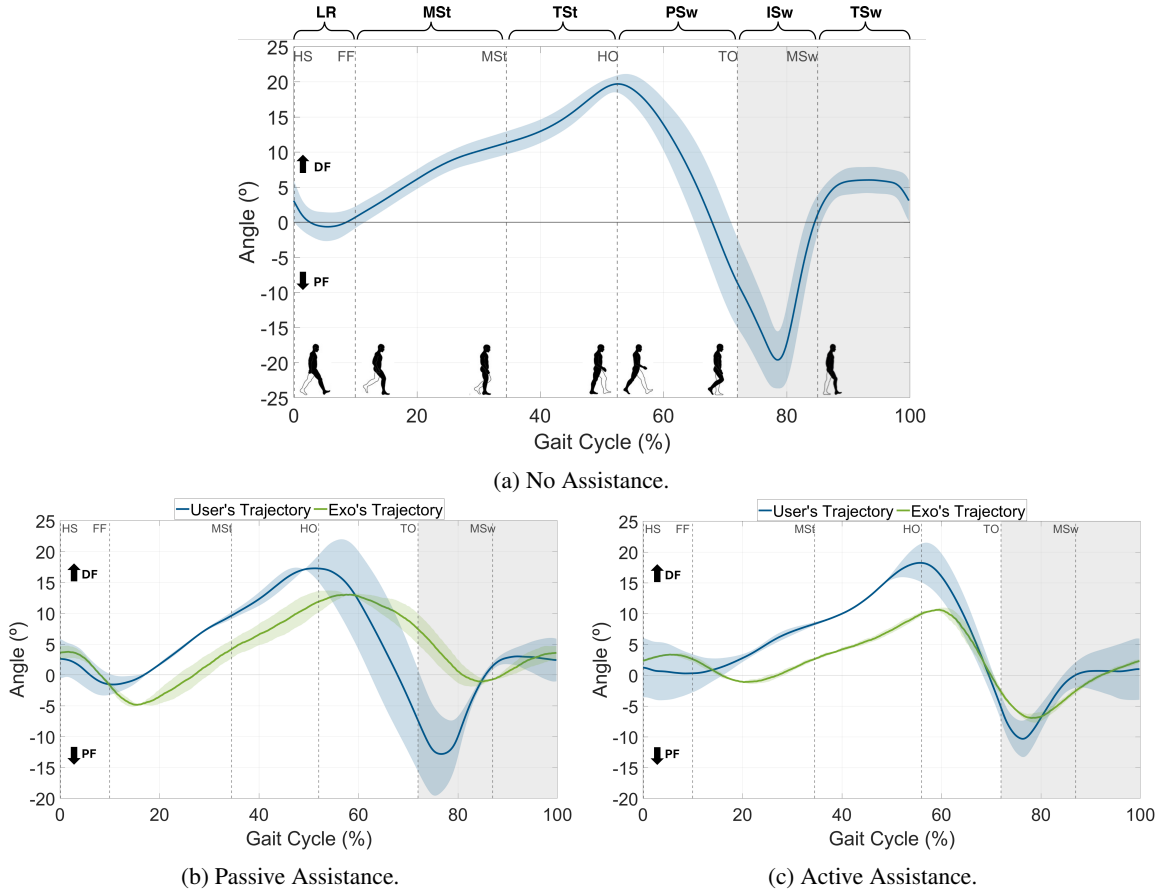 LR MSt TSt PSw ISw TSw
25
HS FF MSt HO TO MSw
20
15
10
DF
5
0
-5
PF
-10
-15
-20
-25
Angle (º)
0 20 40 60 80 100
Gait Cycle (%)
(a) No Assistance.
User's Trajectory Exo's Trajectory
25
HS FF MSt HO TO MSw
20
DF
15
10
5
0
-5
-10
PF
-15
-20
Angle (º)
0 20 40 60 80 100
Gait Cycle (%)
(b) Passive Assistance.
User's Trajectory Exo's Trajectory
25
HS FF MSt HO TO MSw
20
DF
15
10
5
0
-5
-10
PF
-15
-20
Angle (º)
0 20 40 60 80 100
Gait Cycle (%)
(c) Active Assistance.